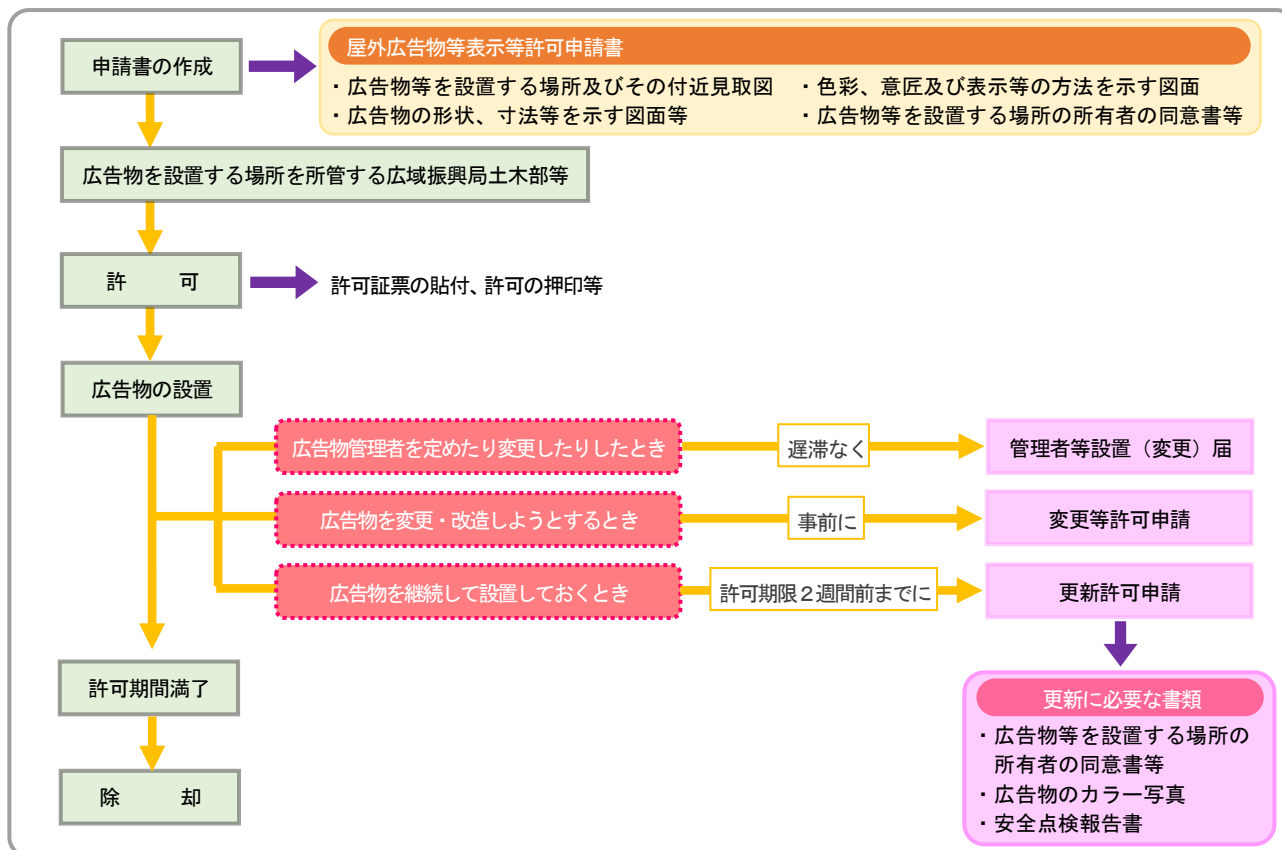 申請書の作成
屋外広告物等表示等許可申請書
・広告物等を設置する場所及びその付近見取図
・色彩、意匠及び表示等の方法を示す図面
・広告物の形状、寸法等を示す図面等
・広告物等を設置する場所の所有者の同意書等
広告物を設置する場所を所管する広域振興局土木部等
許　　可
許可証票の貼付、許可の押印等
広告物の設置
広告物管理者を定めたり変更したりしたとき
遅滞なく
管理者等設置（変更）届
広告物を変更・改造しようとするとき
事前に
変更等許可申請
広告物を継続して設置しておくとき
許可期限２週間前までに
更新許可申請
許可期間満了
除　　却
更新に必要な書類
・広告物等を設置する場所の
所有者の同意書等
・広告物のカラー写真
・安全点検報告書